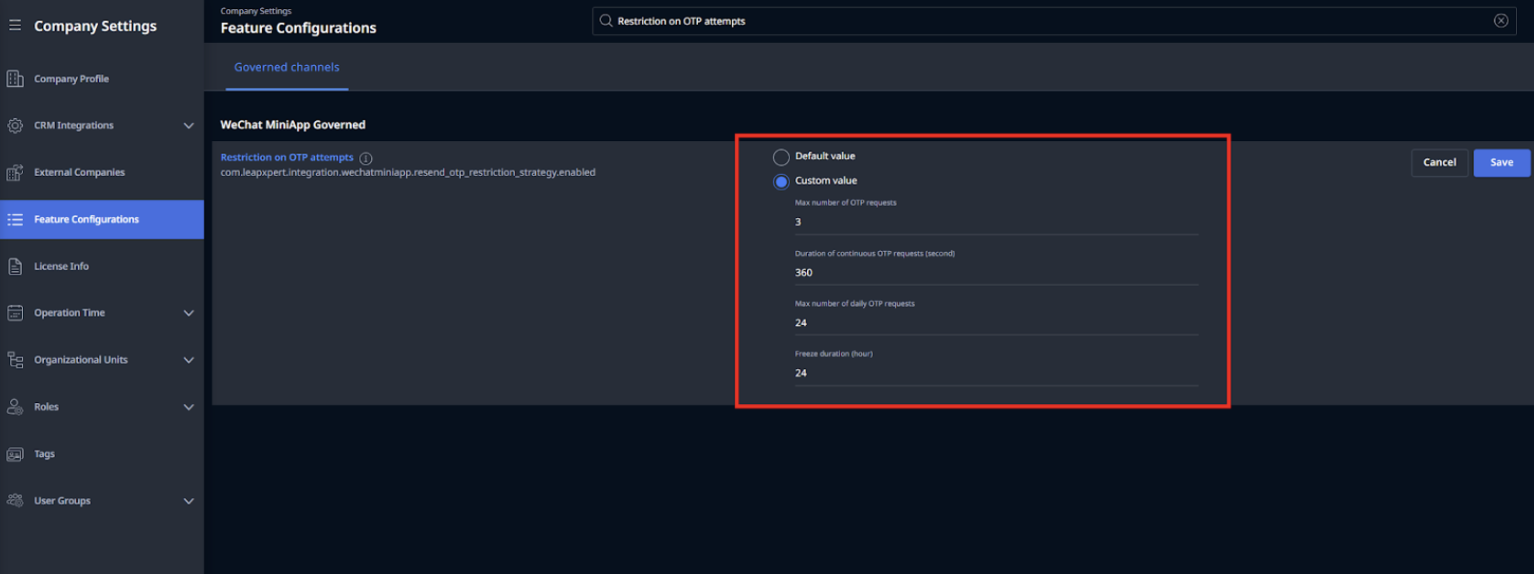 Company Settings
Company Profile
CRM Integrations
External Companies
Feature Configurations
License Info
Operation Time
Organizational Units
Roles
Tags
User Groups
Company Settings
Feature Configurations
Restriction on OTP attempts
Governed channels
WeChat MiniApp Governed
Restriction on OTP attempts
com.leapxpert.integration.wechatminiapp.resend_otp_restriction_strategy.enabled
Default value
Custom value
Max number of OTP requests
3
Duration of continuous OTP requests (second)
360
Max number of daily OTP requests
24
Freeze duration (hour)
24
Cancel
Save